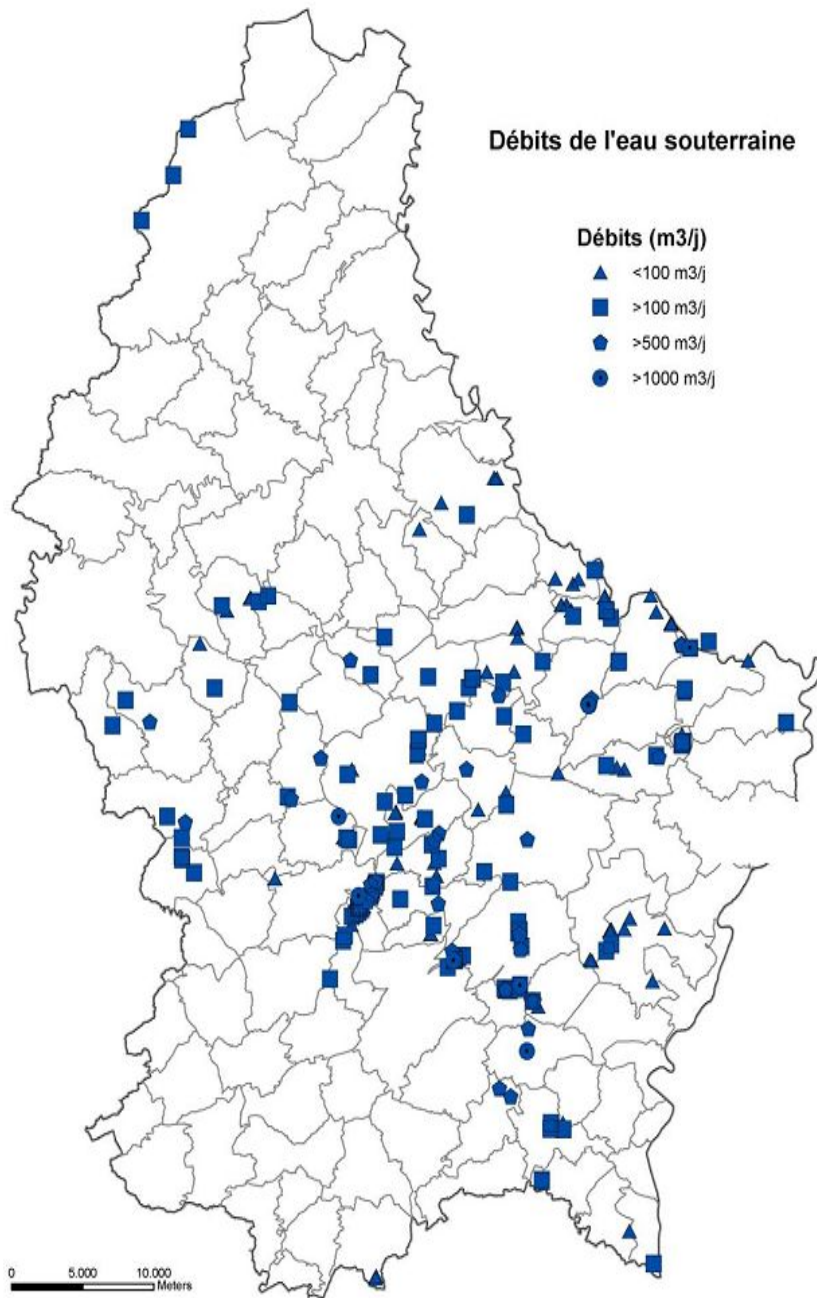 Débits de l'eau souterraine
Débits (m3/j)
<100 m3/j
>100 m3/j
>500 m3/j
>1000 m3/j
0 5.000 10.000
Meters